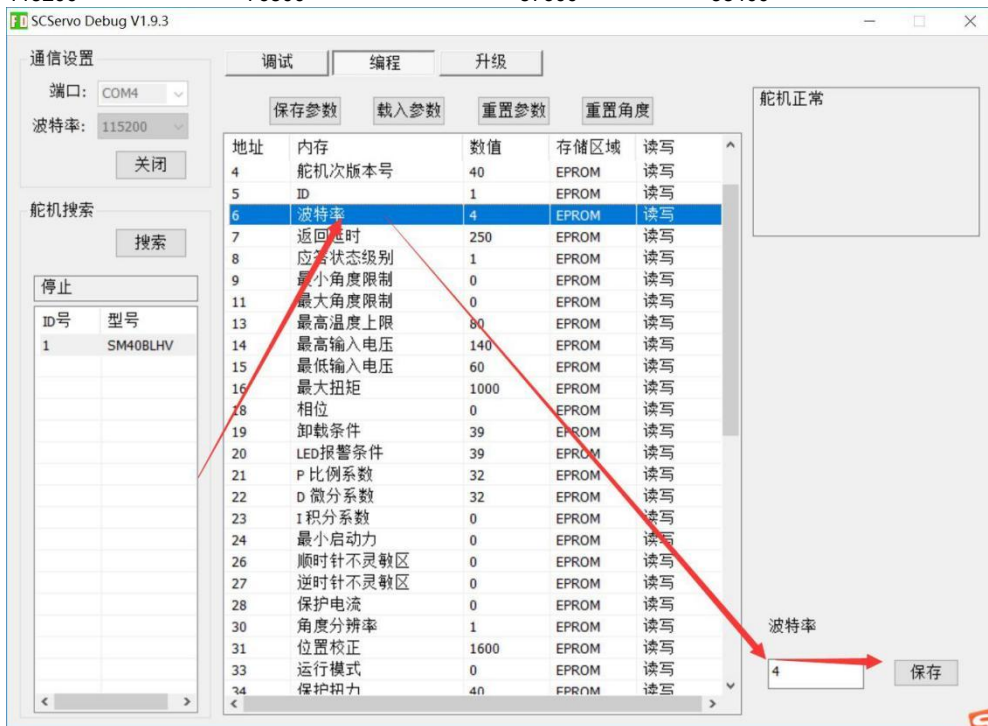 SCServo Debug V1.9.3
通信设置
端口: COM4
波特率: 115200
关闭
舵机搜索
搜索
停止
ID号 型号
1 SM40BLHV
调试 编程 升级
保存参数 载入参数 重置参数 重置角度
地址 内存 数值 存储区域 读写
4 舵机次版本号 40 EPROM 读写
5 ID 1 EPROM 读写
6 波特率 4 EPROM 读写
7 返回延时 250 EPROM 读写
8 应答状态级别 1 EPROM 读写
9 最小角度限制 0 EPROM 读写
11 最大角度限制 0 EPROM 读写
13 最高温度上限 80 EPROM 读写
14 最高输入电压 140 EPROM 读写
15 最低输入电压 60 EPROM 读写
16 最大扭矩 1000 EPROM 读写
18 相位 0 EPROM 读写
19 卸载条件 39 EPROM 读写
20 LED报警条件 39 EPROM 读写
21 P 比例系数 32 EPROM 读写
22 D 微分系数 32 EPROM 读写
23 I 积分系数 0 EPROM 读写
24 最小启动力 0 EPROM 读写
26 顺时针不灵敏区 0 EPROM 读写
27 逆时针不灵敏区 0 EPROM 读写
28 保护电流 0 EPROM 读写
30 角度分辨率 1 EPROM 读写
31 位置校正 1600 EPROM 读写
33 运行模式 0 EPROM 读写
34 保护扭力 40 EPROM 读写
舵机正常
波特率
4 保存